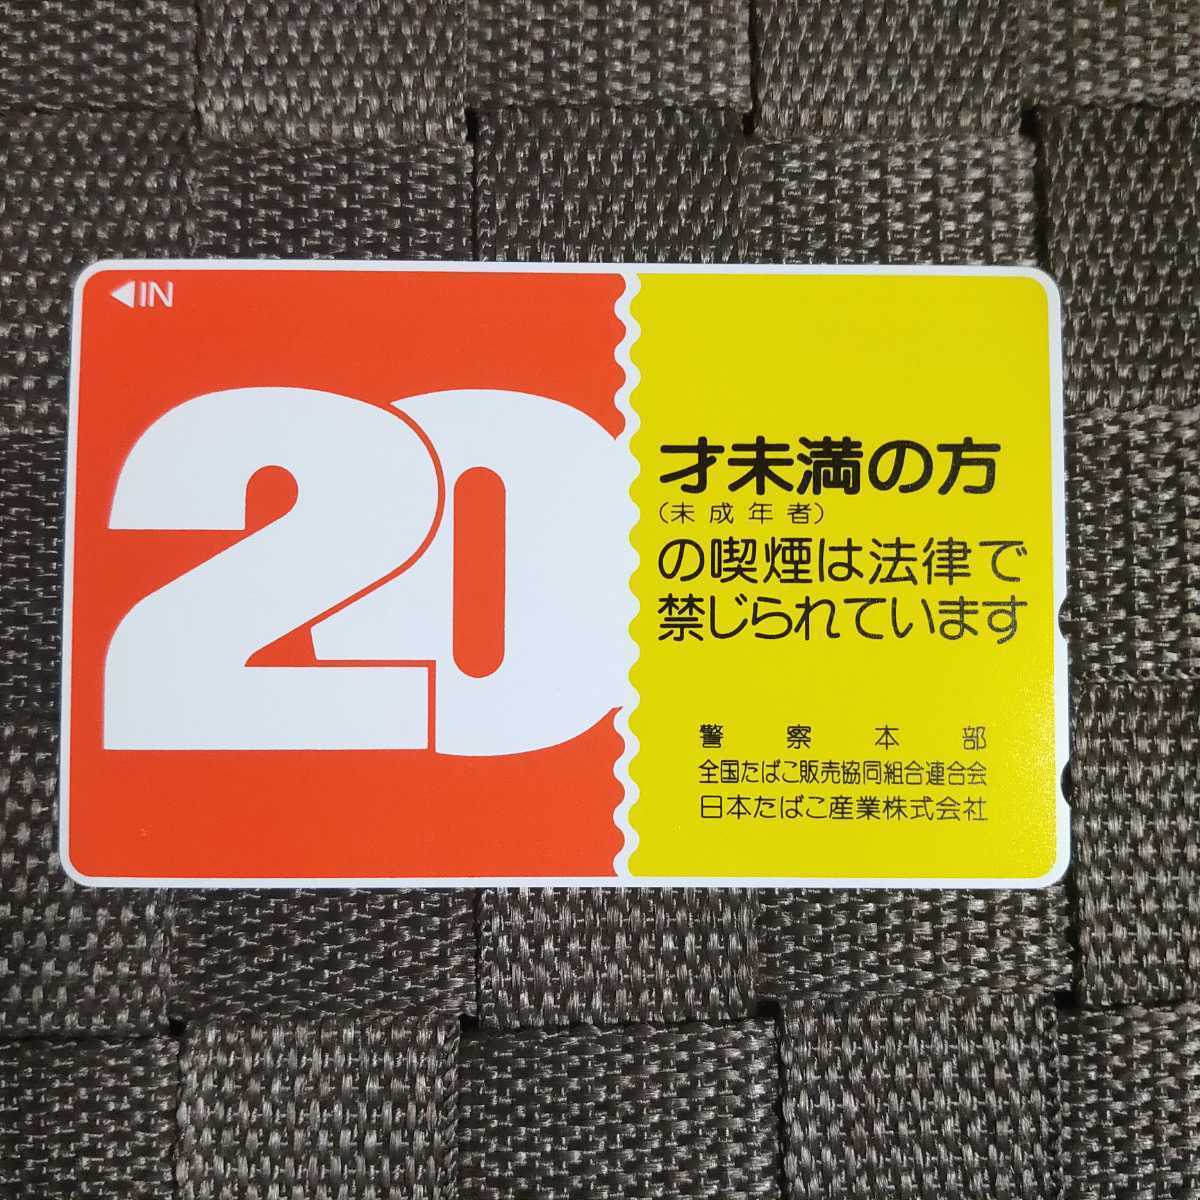 ◀IN
20
才未満の方
(未成年者)
の喫煙は法律で
禁じられています
警察本部
全国たばこ販売協同組合連合会
日本たばこ産業株式会社